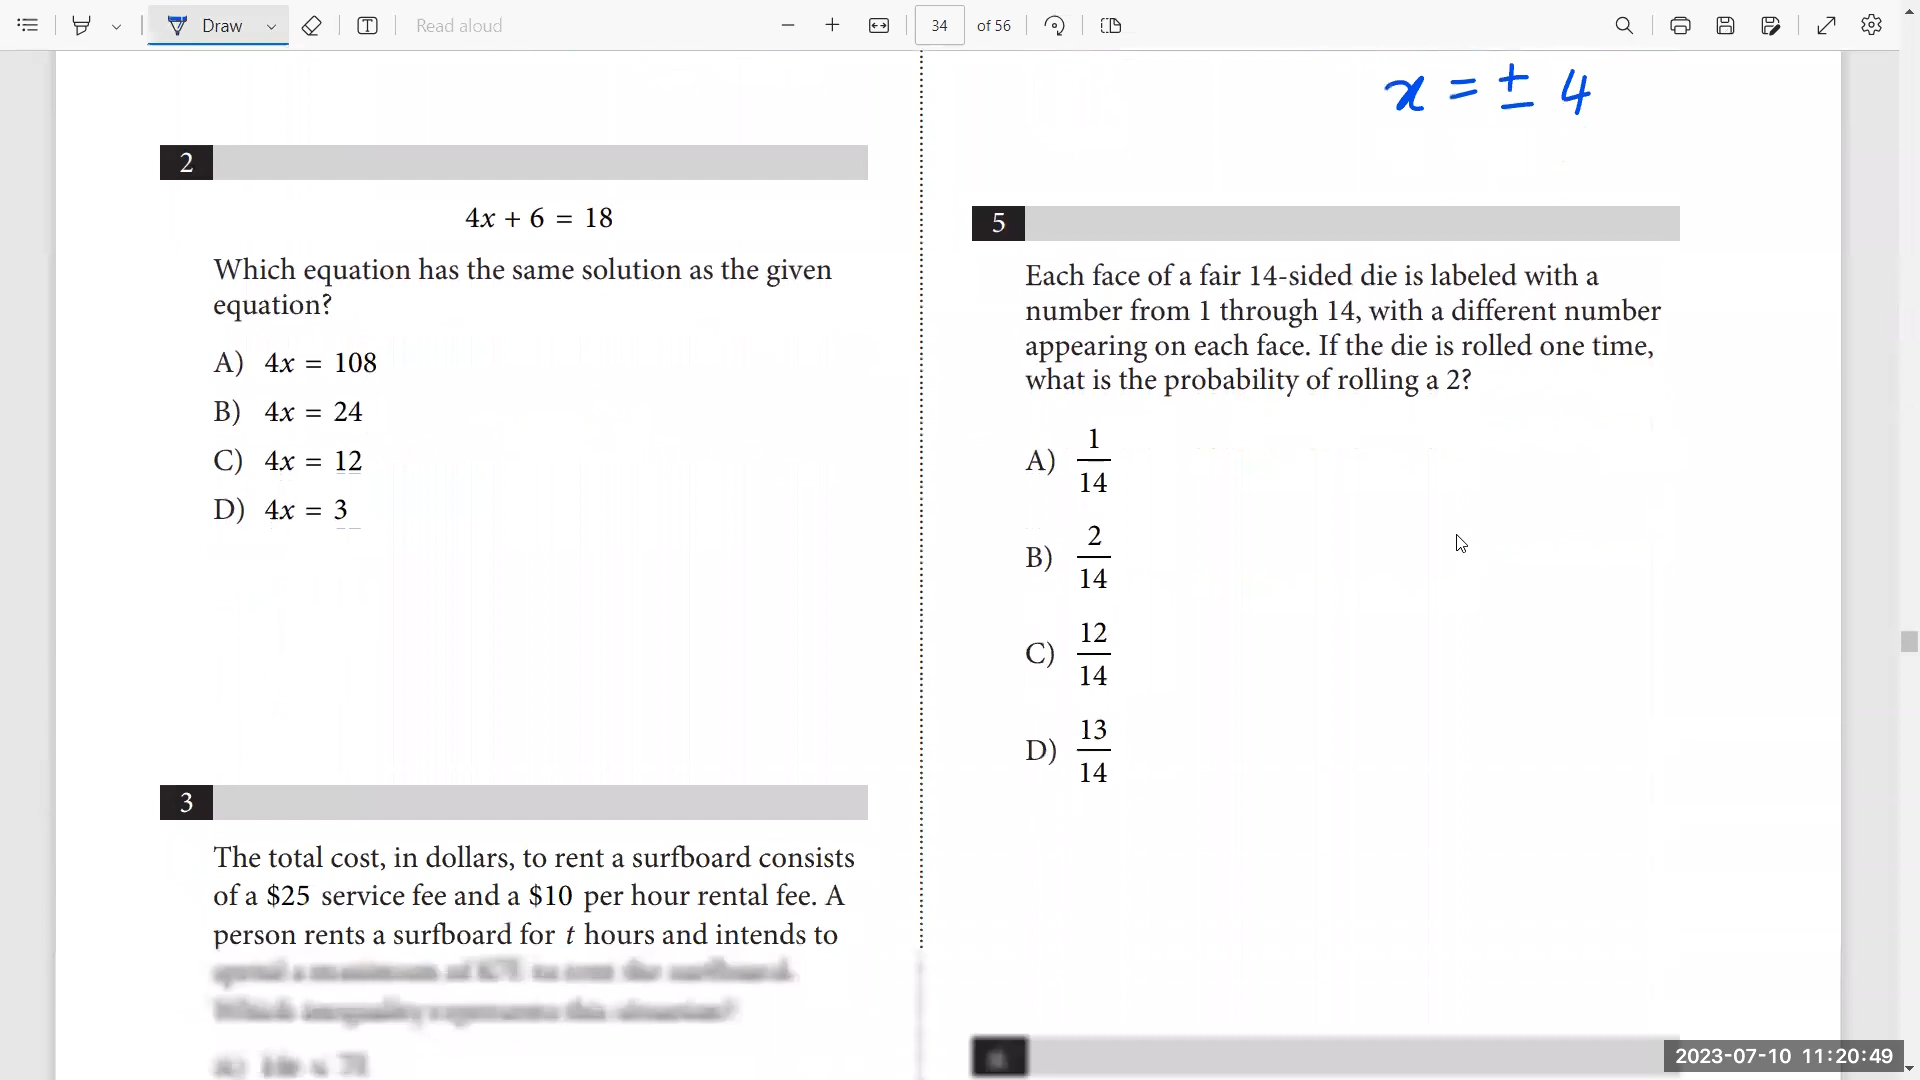 Draw
Read aloud
34 of 56
x = ± 4
2
4x + 6 = 18
Which equation has the same solution as the given
equation?
A) 4x = 108
B) 4x = 24
C) 4x = 12
D) 4x = 3
3
The total cost, in dollars, to rent a surfboard consists
of a $25 service fee and a $10 per hour rental fee. A
person rents a surfboard for t hours and intends to
5
Each face of a fair 14-sided die is labeled with a
number from 1 through 14, with a different number
appearing on each face. If the die is rolled one time,
what is the probability of rolling a 2?
A) 1/14
B) 2/14
C) 12/14
D) 13/14
2023-07-10 11:20:49